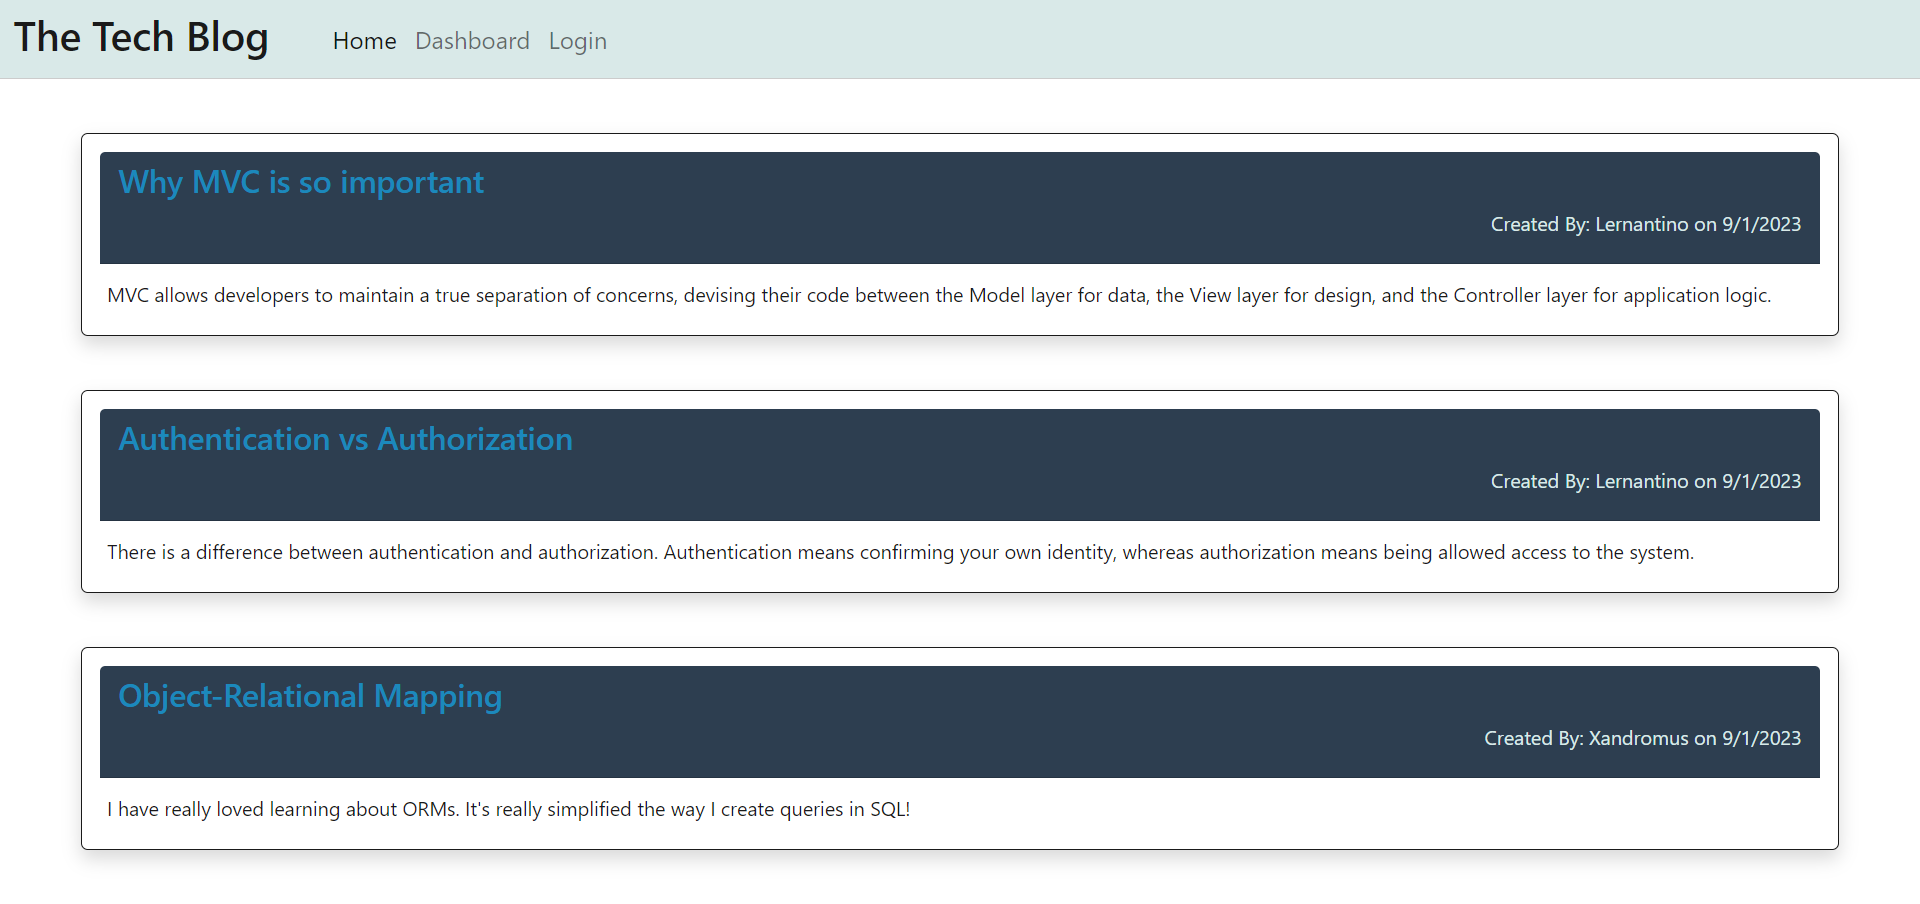 The Tech Blog
Home Dashboard Login
Why MVC is so important
Created By: Lernantino on 9/1/2023
MVC allows developers to maintain a true separation of concerns, devising their code between the Model layer for data, the View layer for design, and the Controller layer for application logic.
Authentication vs Authorization
Created By: Lernantino on 9/1/2023
There is a difference between authentication and authorization. Authentication means confirming your own identity, whereas authorization means being allowed access to the system.
Object-Relational Mapping
Created By: Xandromus on 9/1/2023
I have really loved learning about ORMs. It's really simplified the way I create queries in SQL!